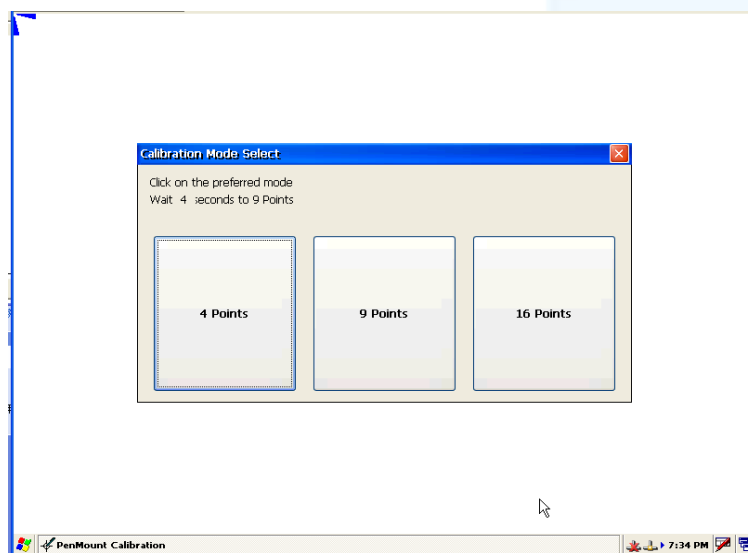 Calibration Mode Select
Click on the preferred mode
Wait 4 seconds to 9 Points
4 Points
9 Points
16 Points
PenMount Calibration
7:34 PM